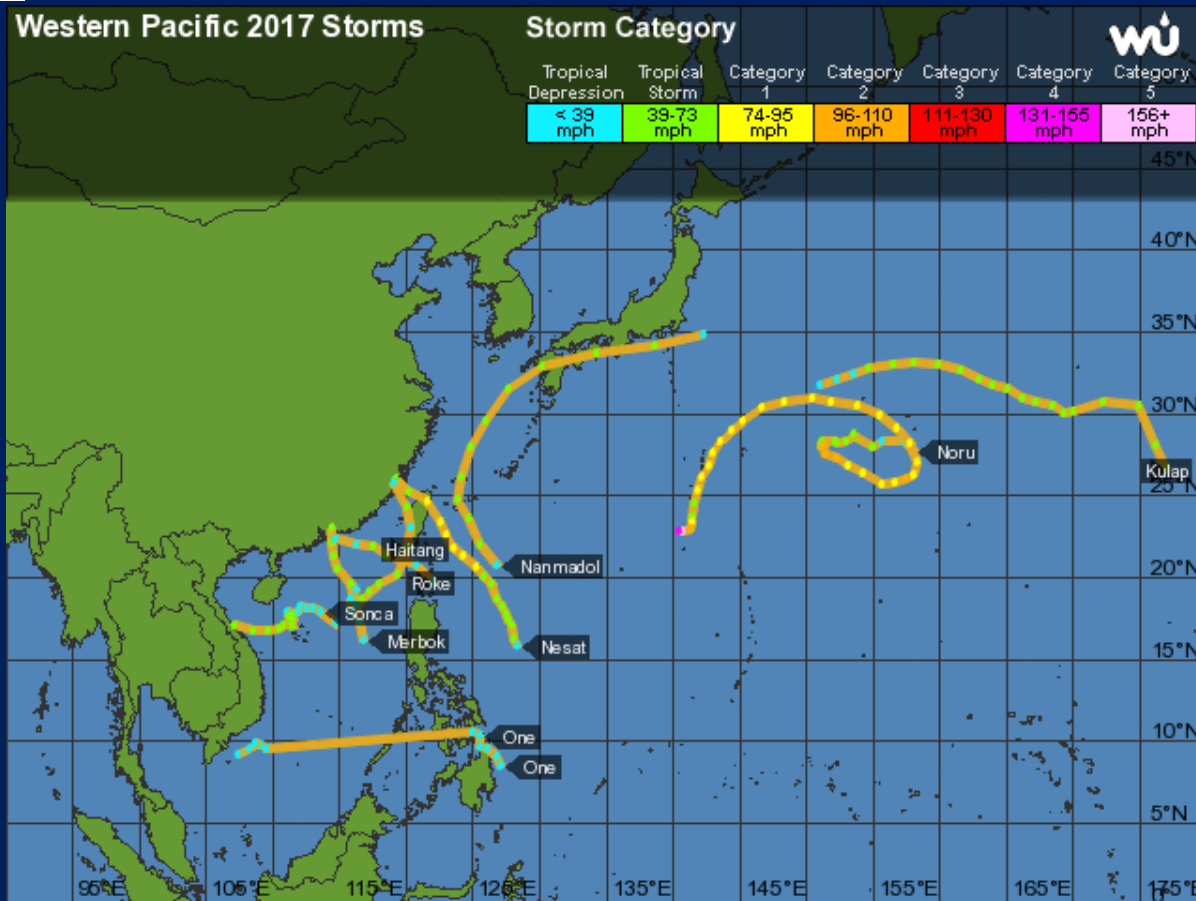 Western Pacific 2017 Storms
Storm Category
WU
Tropical Depression
Tropical Storm
Category 1
Category 2
Category 3
Category 4
Category 5
< 39 mph
39-73 mph
74-95 mph
96-110 mph
111-130 mph
131-155 mph
156+ mph
45°N
40°N
35°N
30°N
Noru
Kulap
25°N
Haitang
Nanmadol
20°N
Roke
Sonca
Merbok
Nesat
15°N
One
10°N
One
5°N
95°E
105°E
115°E
125°E
135°E
145°E
155°E
165°E
175°E
0°